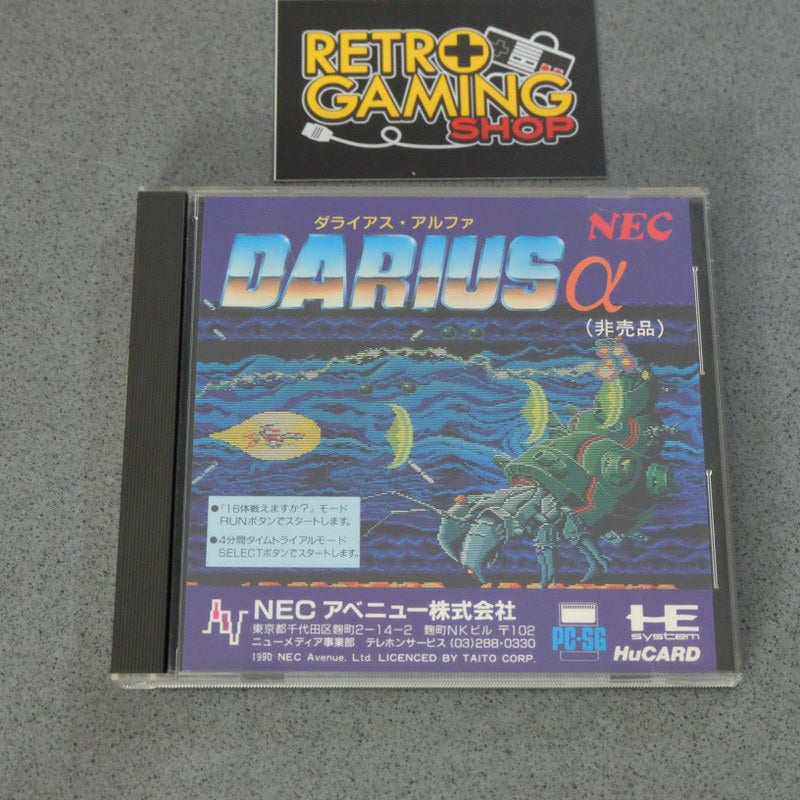 RETRO
GAMING
SHOP
ダライアス・アルファ
NEC
DARIUS α
（非売品）
●「16体戦えますか？」モード
RUNボタンでスタートします。
●4分間タイムトライアルモード
SELECTボタンでスタートします。
NEC アベニュー株式会社
東京都千代田区麹町2-14-2 麹町NKビル 〒102
ニューメディア事業部 テレホンサービス (03)288-0330
1990 NEC Avenue, Ltd. LICENCED BY TAITO CORP.
PC-SG
HE
SYSTEM
HuCARD